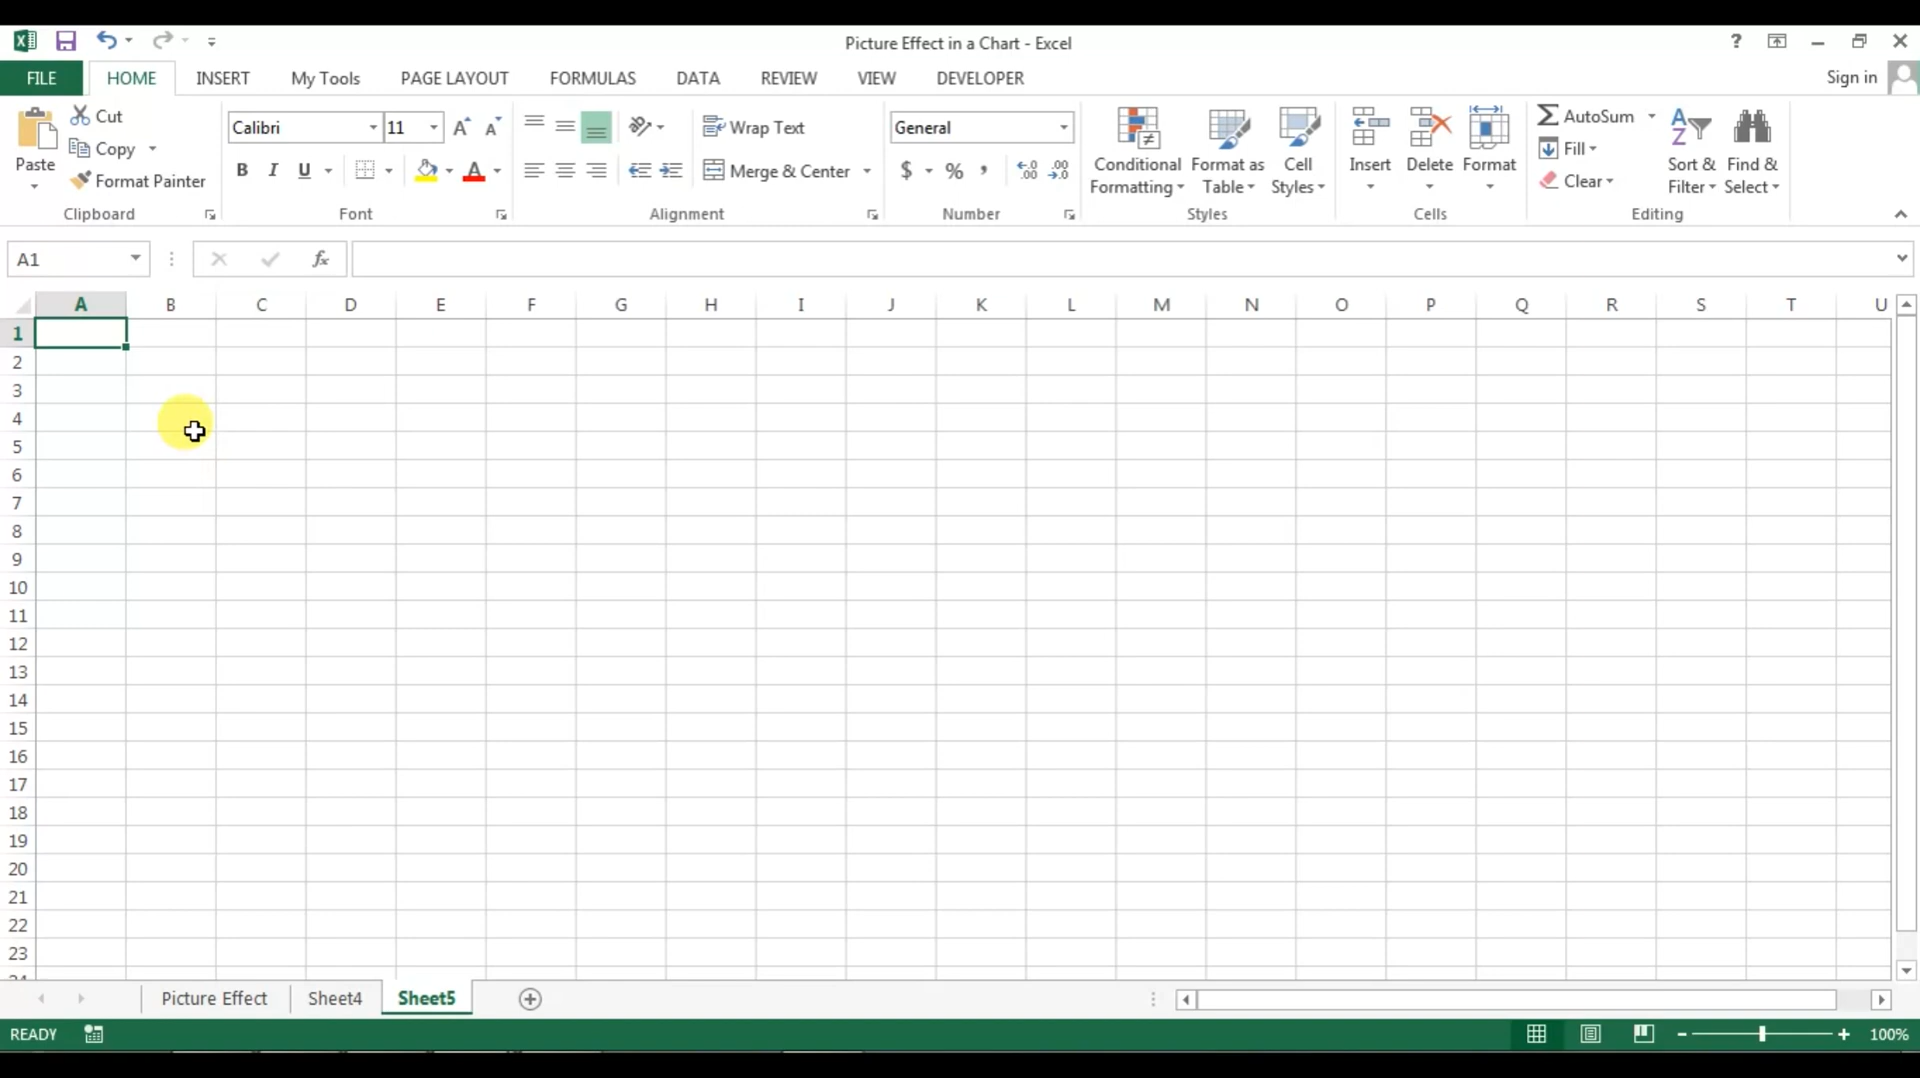 Picture Effect in a Chart - Excel
?
FILE HOME INSERT My Tools PAGE LAYOUT FORMULAS DATA REVIEW VIEW DEVELOPER Sign in
Paste
Cut
Copy
Format Painter
Clipboard
Calibri 11
B I U A
Font
Wrap Text
Merge & Center
Alignment
General
$ % ,
Number
Conditional Formatting
Format as Table
Cell Styles
Styles
Insert Delete Format
Cells
AutoSum
Fill
Clear
Sort & Filter
Find & Select
Editing
A1 fx
A B C D E F G H I J K L M N O P Q R S T U
1
2
3
4
5
6
7
8
9
10
11
12
13
14
15
16
17
18
19
20
21
22
23
Picture Effect Sheet4 Sheet5
READY 100%